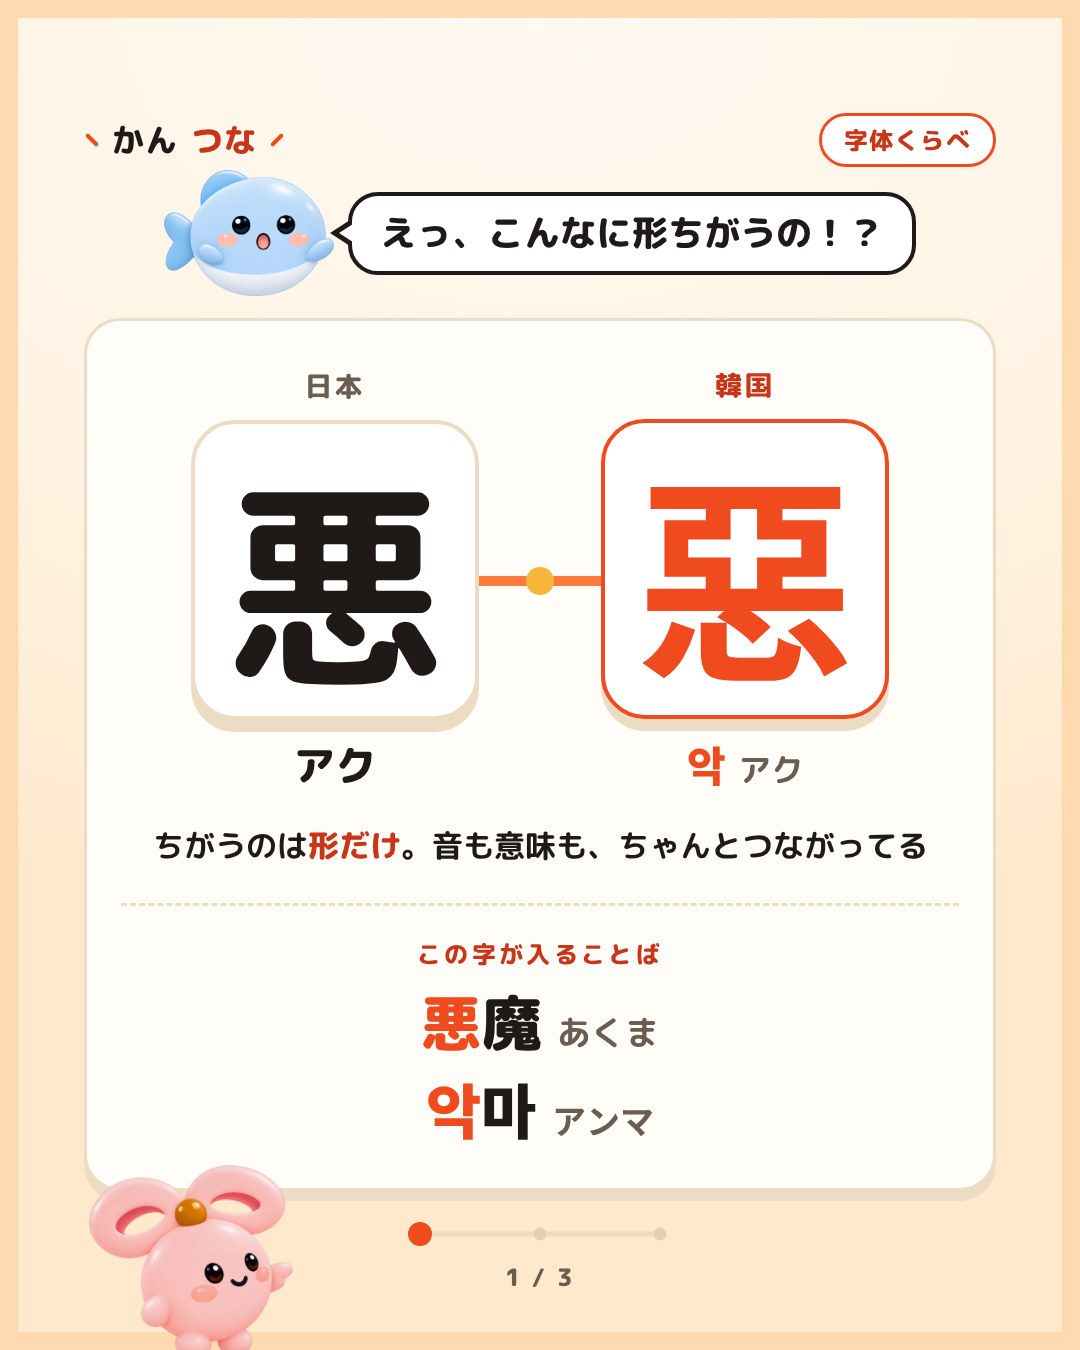 かん つな
字体くらべ
えっ、こんなに形ちがうの！？
日本
韓国
悪
惡
アク
악 アク
ちがうのは形だけ。音も意味も、ちゃんとつながってる
この字が入ることば
悪魔 あくま
악마 アンマ
1 / 3